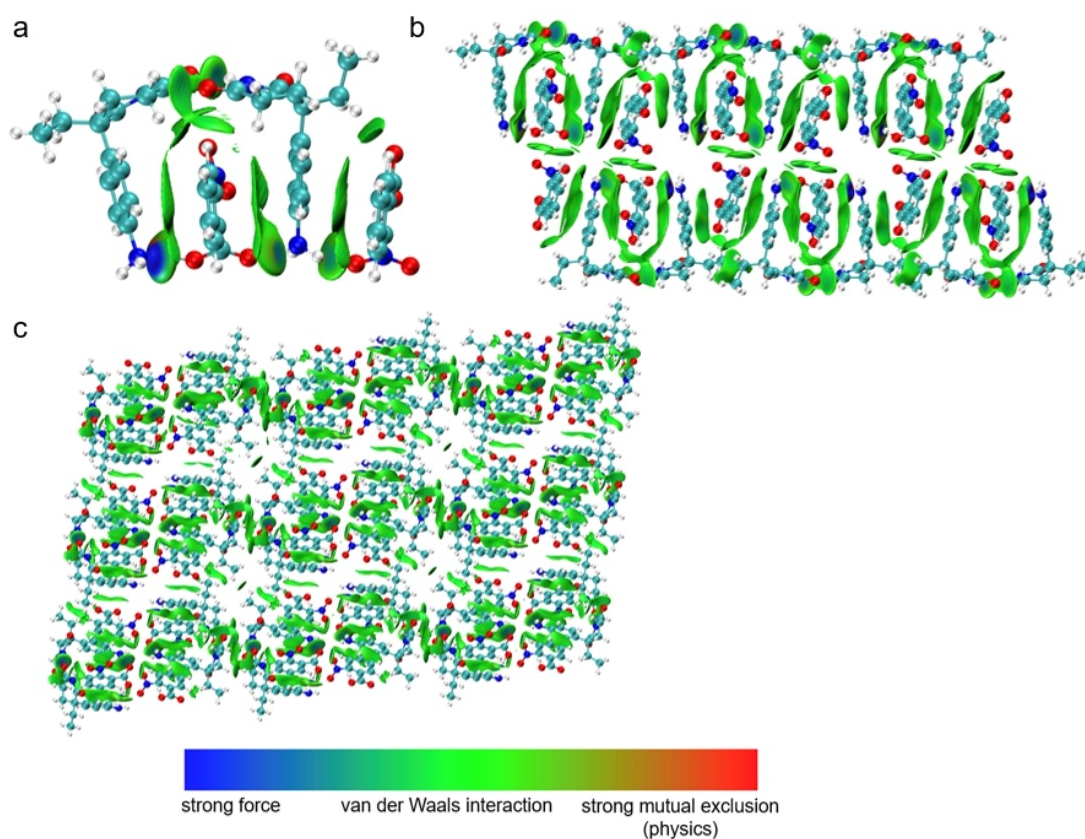 a
b
c
strong force
van der Waals interaction
strong mutual exclusion
(physics)